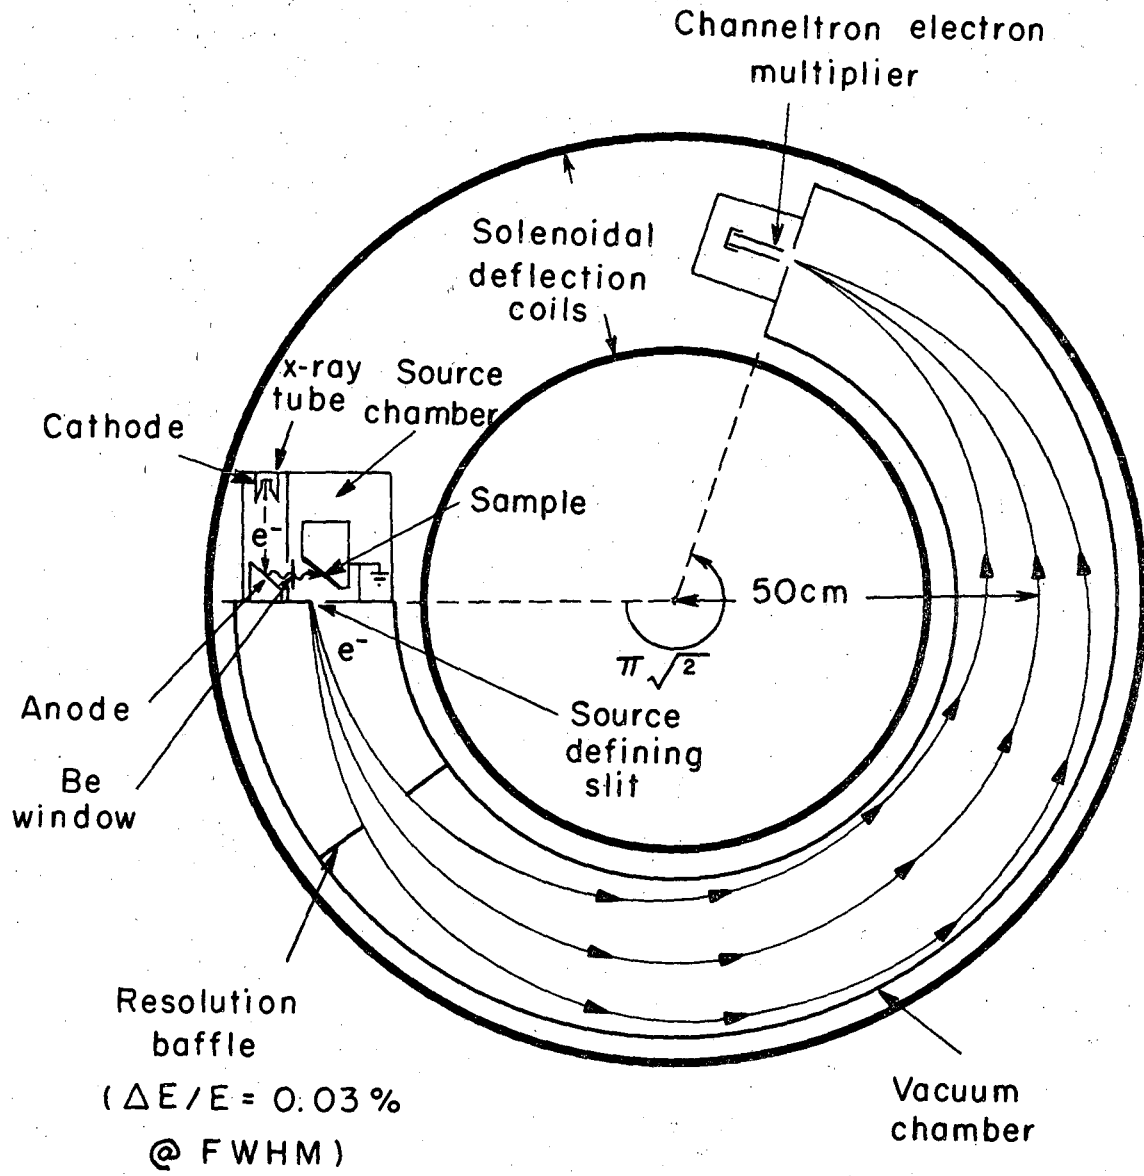 Channeltron electron
multiplier
Solenoidal
deflection
coils
x-ray
tube
Source
chamber
Cathode
Sample
e-
50cm
e-
π√2
Anode
Source
defining
slit
Be
window
Resolution
baffle
(ΔE/E = 0.03%
@ FWHM)
Vacuum
chamber